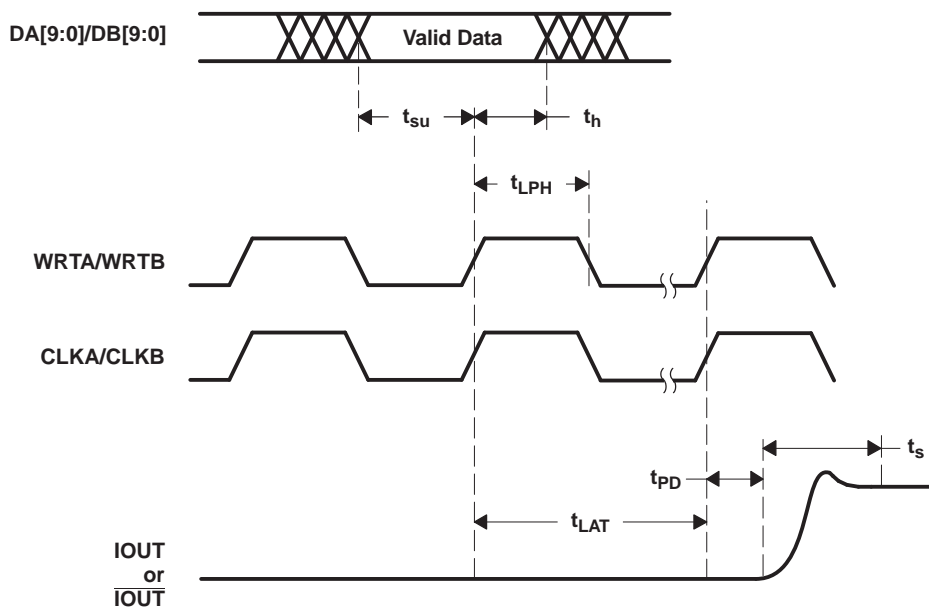 DA[9:0]/DB[9:0]
Valid Data
tsu
th
tLPH
WRTA/WRTB
CLKA/CLKB
ts
tPD
tLAT
IOUT
or
IOUT